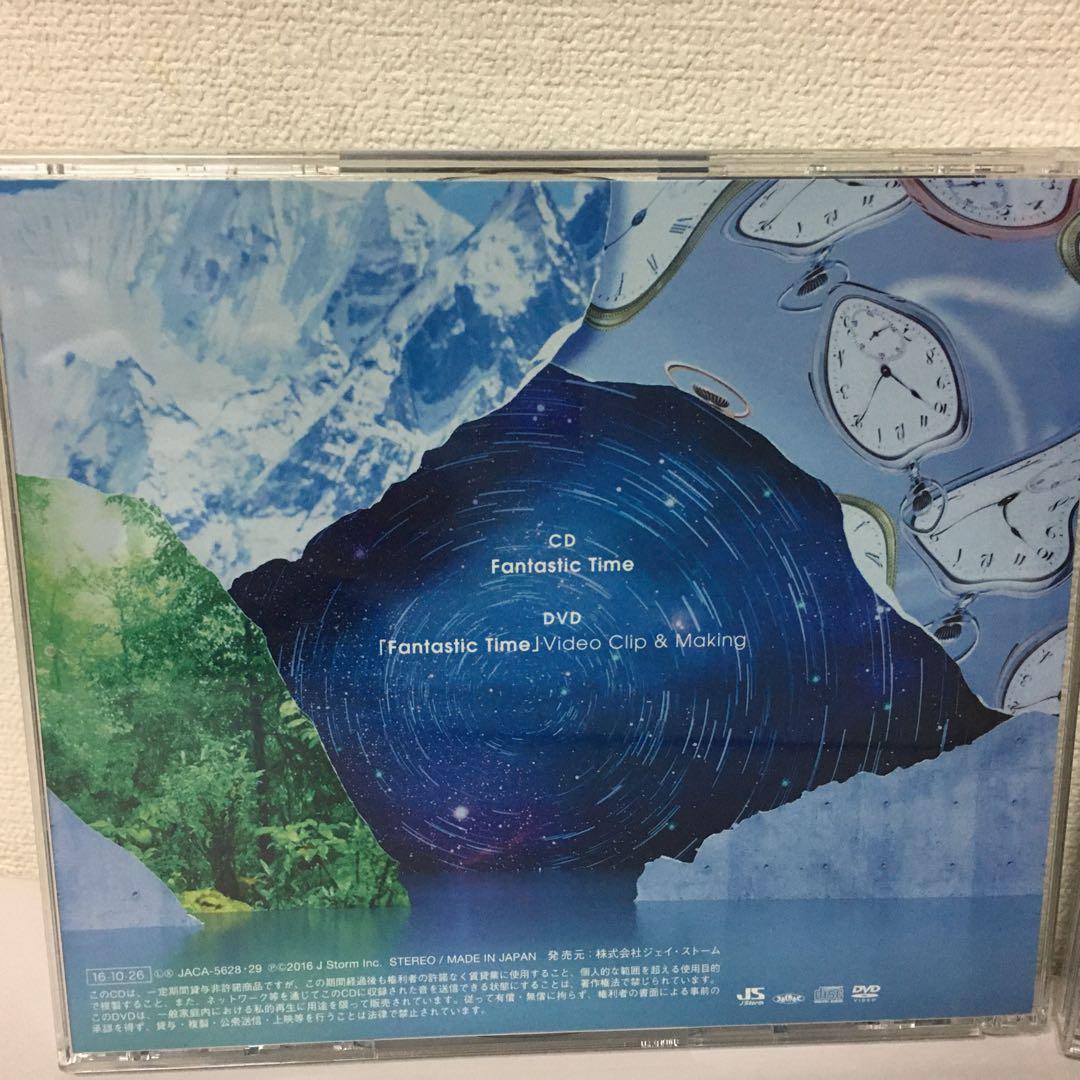 CD
Fantastic Time
DVD
「Fantastic Time」Video Clip & Making
16·10·26 Ⓛ Ⓡ JACA-5628・29 ℗©2016 J Storm Inc. STEREO / MADE IN JAPAN 発売元：株式会社ジェイ・ストーム
このCDは、一定期間貸与非許諾商品ですが、この期間経過後も権利者の許諾なく賃貸業に使用すること、個人的な範囲を超える使用目的
で複製すること、また、ネットワーク等を通じてこのCDに収録された音を送信できる状態にすることは、著作権法で禁じられています。
このDVDは、一般家庭内における私的再生に用途を限って販売されています。従って有償・無償に拘らず、権利者の書面による事前の
承諾を得ず、貸与・複製・公衆送信・上映等を行うことは法律で禁止されています。
JS
J Storm
DVD
VIDEO